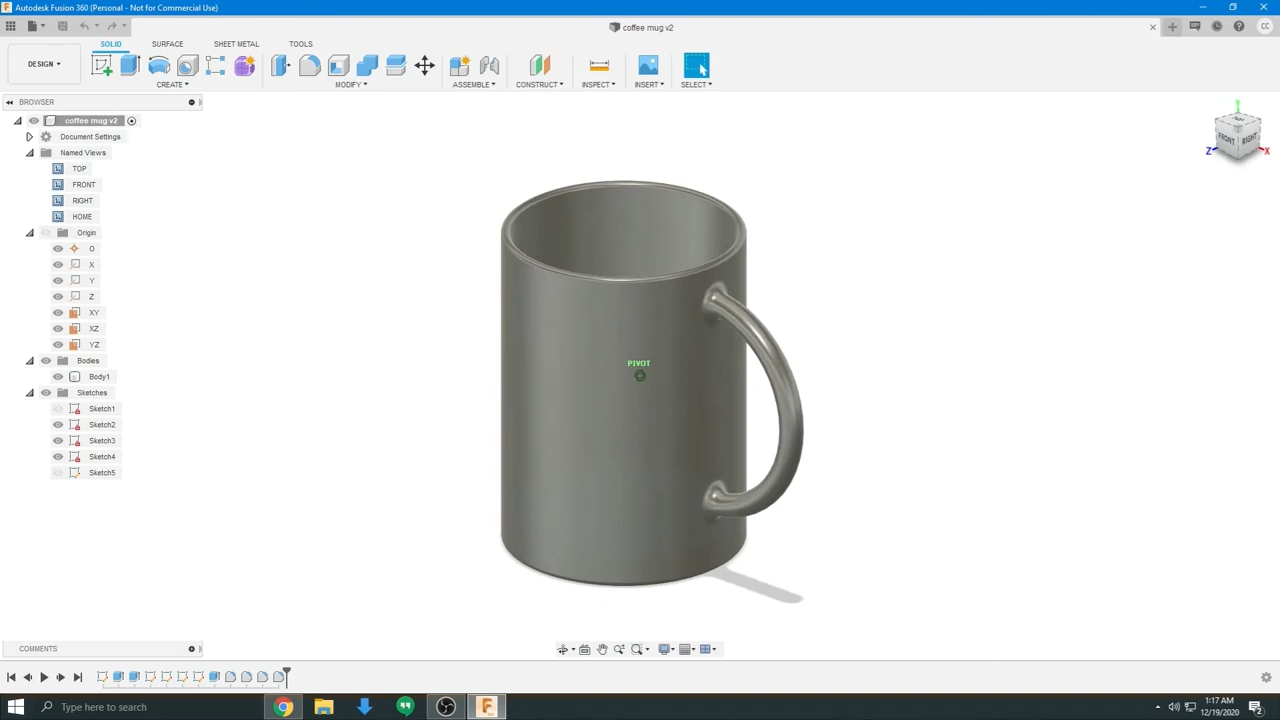 Autodesk Fusion 360 (Personal - Not for Commercial Use)
coffee mug v2
CC
SOLID
SURFACE
SHEET METAL
TOOLS
DESIGN
CREATE
MODIFY
ASSEMBLE
CONSTRUCT
INSPECT
INSERT
SELECT
BROWSER
coffee mug v2
Document Settings
Named Views
TOP
FRONT
RIGHT
HOME
Origin
O
X
Y
Z
XY
XZ
YZ
Bodies
Body1
Sketches
Sketch1
Sketch2
Sketch3
Sketch4
Sketch5
PIVOT
Y
TOP
FRONT
RIGHT
Z
X
COMMENTS
Type here to search
1:17 AM
12/19/2020
2